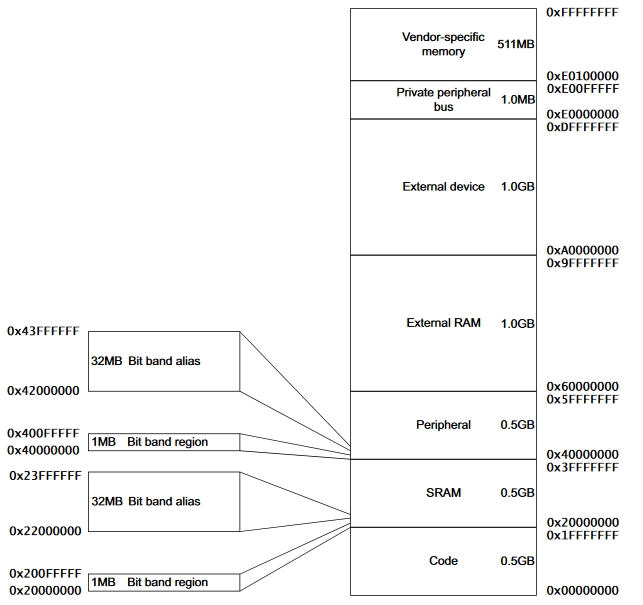 0xFFFFFFFF
Vendor-specific
memory 511MB
0xE0100000
0xE00FFFFF
Private peripheral
bus 1.0MB
0xE0000000
0xDFFFFFFF
External device 1.0GB
0xA0000000
0x9FFFFFFF
External RAM 1.0GB
0x60000000
0x5FFFFFFF
Peripheral 0.5GB
0x40000000
0x3FFFFFFF
SRAM 0.5GB
0x20000000
0x1FFFFFFF
Code 0.5GB
0x00000000
0x43FFFFFF
32MB Bit band alias
0x42000000
0x400FFFFF
1MB Bit band region
0x40000000
0x23FFFFFF
32MB Bit band alias
0x22000000
0x200FFFFF
1MB Bit band region
0x20000000